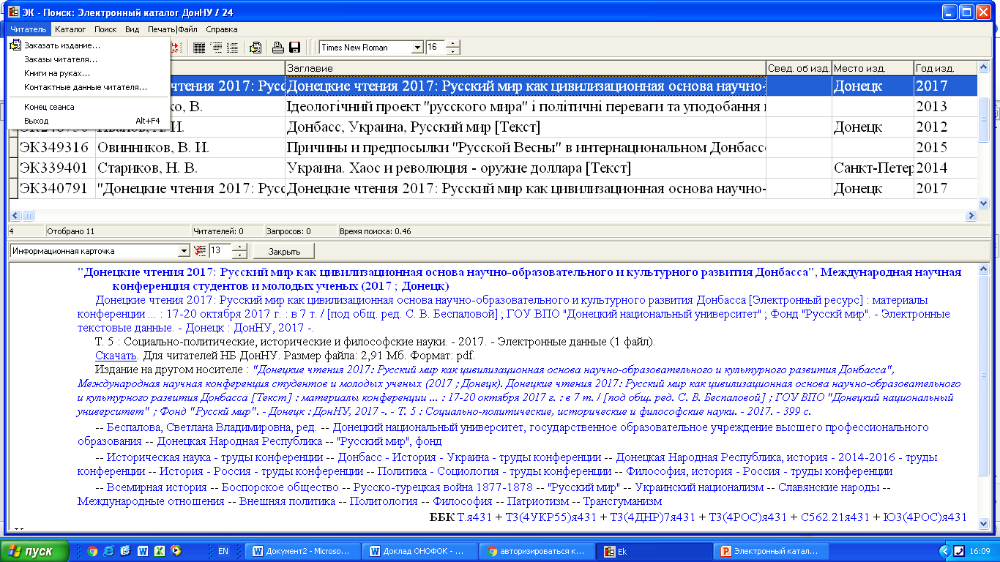 ЭК - Поиск: Электронный каталог ДонНУ / 24
Читатель Каталог Поиск Вид Печать|Файл Справка
Заказать издание...
Заказы читателя...
Книги на руках...
Контактные данные читателя...
Конец сеанса
Выход Alt+F4
Times New Roman 16
Заглавие Свед. об изд. Место изд. Год изд.
чтения 2017: Русс Донецкие чтения 2017: Русский мир как цивилизационная основа научно- Донецк 2017
ко, В. Ідеологічний проект "русского мира" і політичні переваги та уподобання 2013
И. Донбасс, Украина, Русский мир [Текст] Донецк 2012
ЭК349316 Овинников, В. И. Причины и предпосылки "Русской Весны" в интернациональном Донбасс 2015
ЭК339401 Стариков, Н. В. Украина. Хаос и революция - оружие доллара [Текст] Санкт-Петер 2014
ЭК340791 "Донецкие чтения 2017: Русс Донецкие чтения 2017: Русский мир как цивилизационная основа научно- Донецк 2017
4 Отобрано 11 Читателей: 0 Запросов: 0 Время поиска: 0.46
Информационная карточка 13 Закрыть
"Донецкие чтения 2017: Русский мир как цивилизационная основа научно-образовательного и культурного развития Донбасса", Международная научная
конференция студентов и молодых ученых (2017 ; Донецк)
Донецкие чтения 2017: Русский мир как цивилизационная основа научно-образовательного и культурного развития Донбасса [Электронный ресурс] : материалы
конференции ... : 17-20 октября 2017 г. : в 7 т. / [под общ. ред. С. В. Беспаловой] ; ГОУ ВПО "Донецкий национальный университет" ; Фонд "Русскй мир". - Электронные
текстовые данные. - Донецк : ДонНУ, 2017 -.
Т. 5 : Социально-политические, исторические и философские науки. - 2017. - Электронные данные (1 файл).
Скачать. Для читателей НБ ДонНУ. Размер файла: 2,91 Мб. Формат: pdf.
Издание на другом носителе : "Донецкие чтения 2017: Русский мир как цивилизационная основа научно-образовательного и культурного развития Донбасса",
Международная научная конференция студентов и молодых ученых (2017 ; Донецк). Донецкие чтения 2017: Русский мир как цивилизационная основа научно-образовательного
и культурного развития Донбасса [Текст] : материалы конференции ... : 17-20 октября 2017 г. : в 7 т. / [под общ. ред. С. В. Беспаловой] ; ГОУ ВПО "Донецкий национальный
университет" ; Фонд "Русскй мир". - Донецк : ДонНУ, 2017 -. - Т. 5 : Социально-политические, исторические и философские науки. - 2017. - 399 с.
-- Беспалова, Светлана Владимировна, ред. -- Донецкий национальный университет, государственное образовательное учреждение высшего профессионального
образования -- Донецкая Народная Республика -- "Русский мир", фонд
-- Историческая наука - труды конференции -- Донбасс - История - Украина - труды конференции -- Донецкая Народная Республика, история - 2014-2016 - труды
конференции -- История - Россия - труды конференции -- Политика - Социология - труды конференции -- Философия, история - Россия - труды конференции
-- Всемирная история -- Боспорское общество -- Русско-турецкая война 1877-1878 -- "Русский мир" -- Украинский национализм -- Славянские народы --
Международные отношения -- Внешняя политика -- Политология -- Философия -- Патриотизм -- Трансгуманизм
ББК Т.я431 + Т3(4УКР55)я431 + Т3(4ДНР)7я431 + Т3(4РОС)я431 + С562.21я431 + Ю3(4РОС)я431
пуск EN Документ2 - Microso... Доклад ОНОФОК - ... авторизироваться к... Ek Электронный катал... 16:09